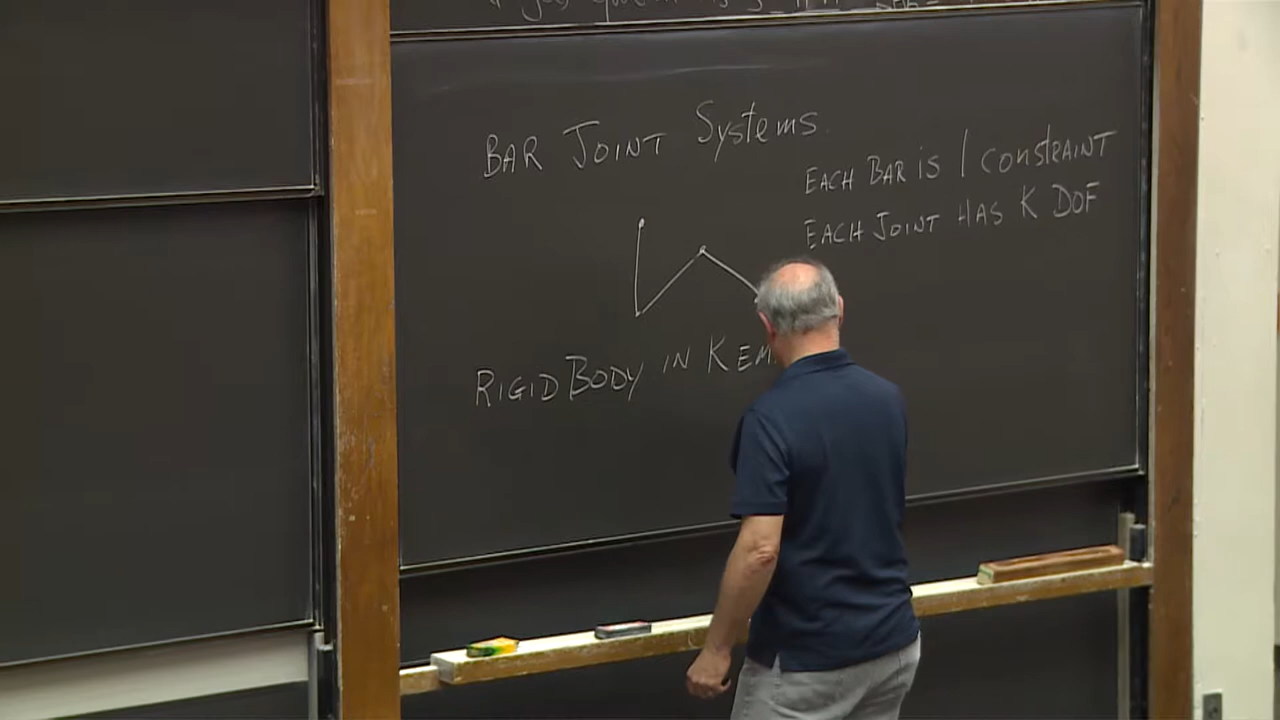 BAR JOINT Systems
EACH BAR IS 1 CONSTRAINT
EACH JOINT HAS K DOF
RIGID BODY IN K